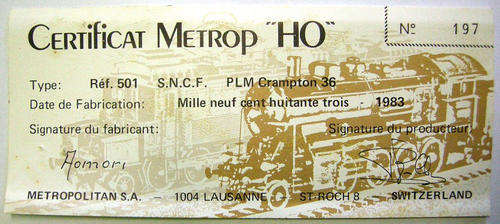 CERTIFICAT METROP "HO"
Nº 197
Type: Réf. 501 S.N.C.F. PLM Crampton 36
Date de Fabrication: Mille neuf cent huitante trois - 1983
Signature du fabricant: Signature du producteur:
Aomori
METROPOLITAN S.A. — 1004 LAUSANNE — ST-ROCH 8 SWITZERLAND